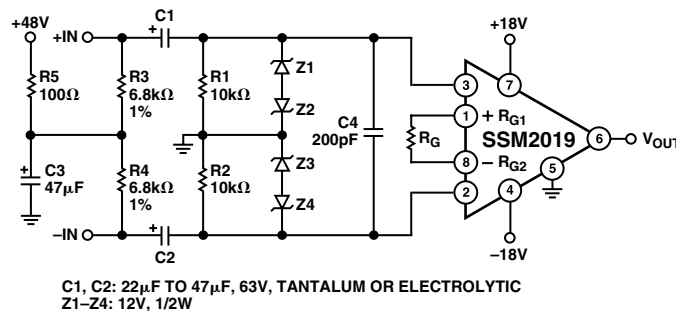 +48V
+IN
C1
+
+18V
R5
100Ω
R3
6.8kΩ
1%
R1
10kΩ
Z1
Z2
C4
200pF
3
7
1
+ RG1
RG
SSM2019
6
VOUT
8
– RG2
5
2
4
+
C3
47μF
R4
6.8kΩ
1%
R2
10kΩ
Z3
Z4
–IN
+
C2
–18V
C1, C2: 22μF TO 47μF, 63V, TANTALUM OR ELECTROLYTIC
Z1–Z4: 12V, 1/2W